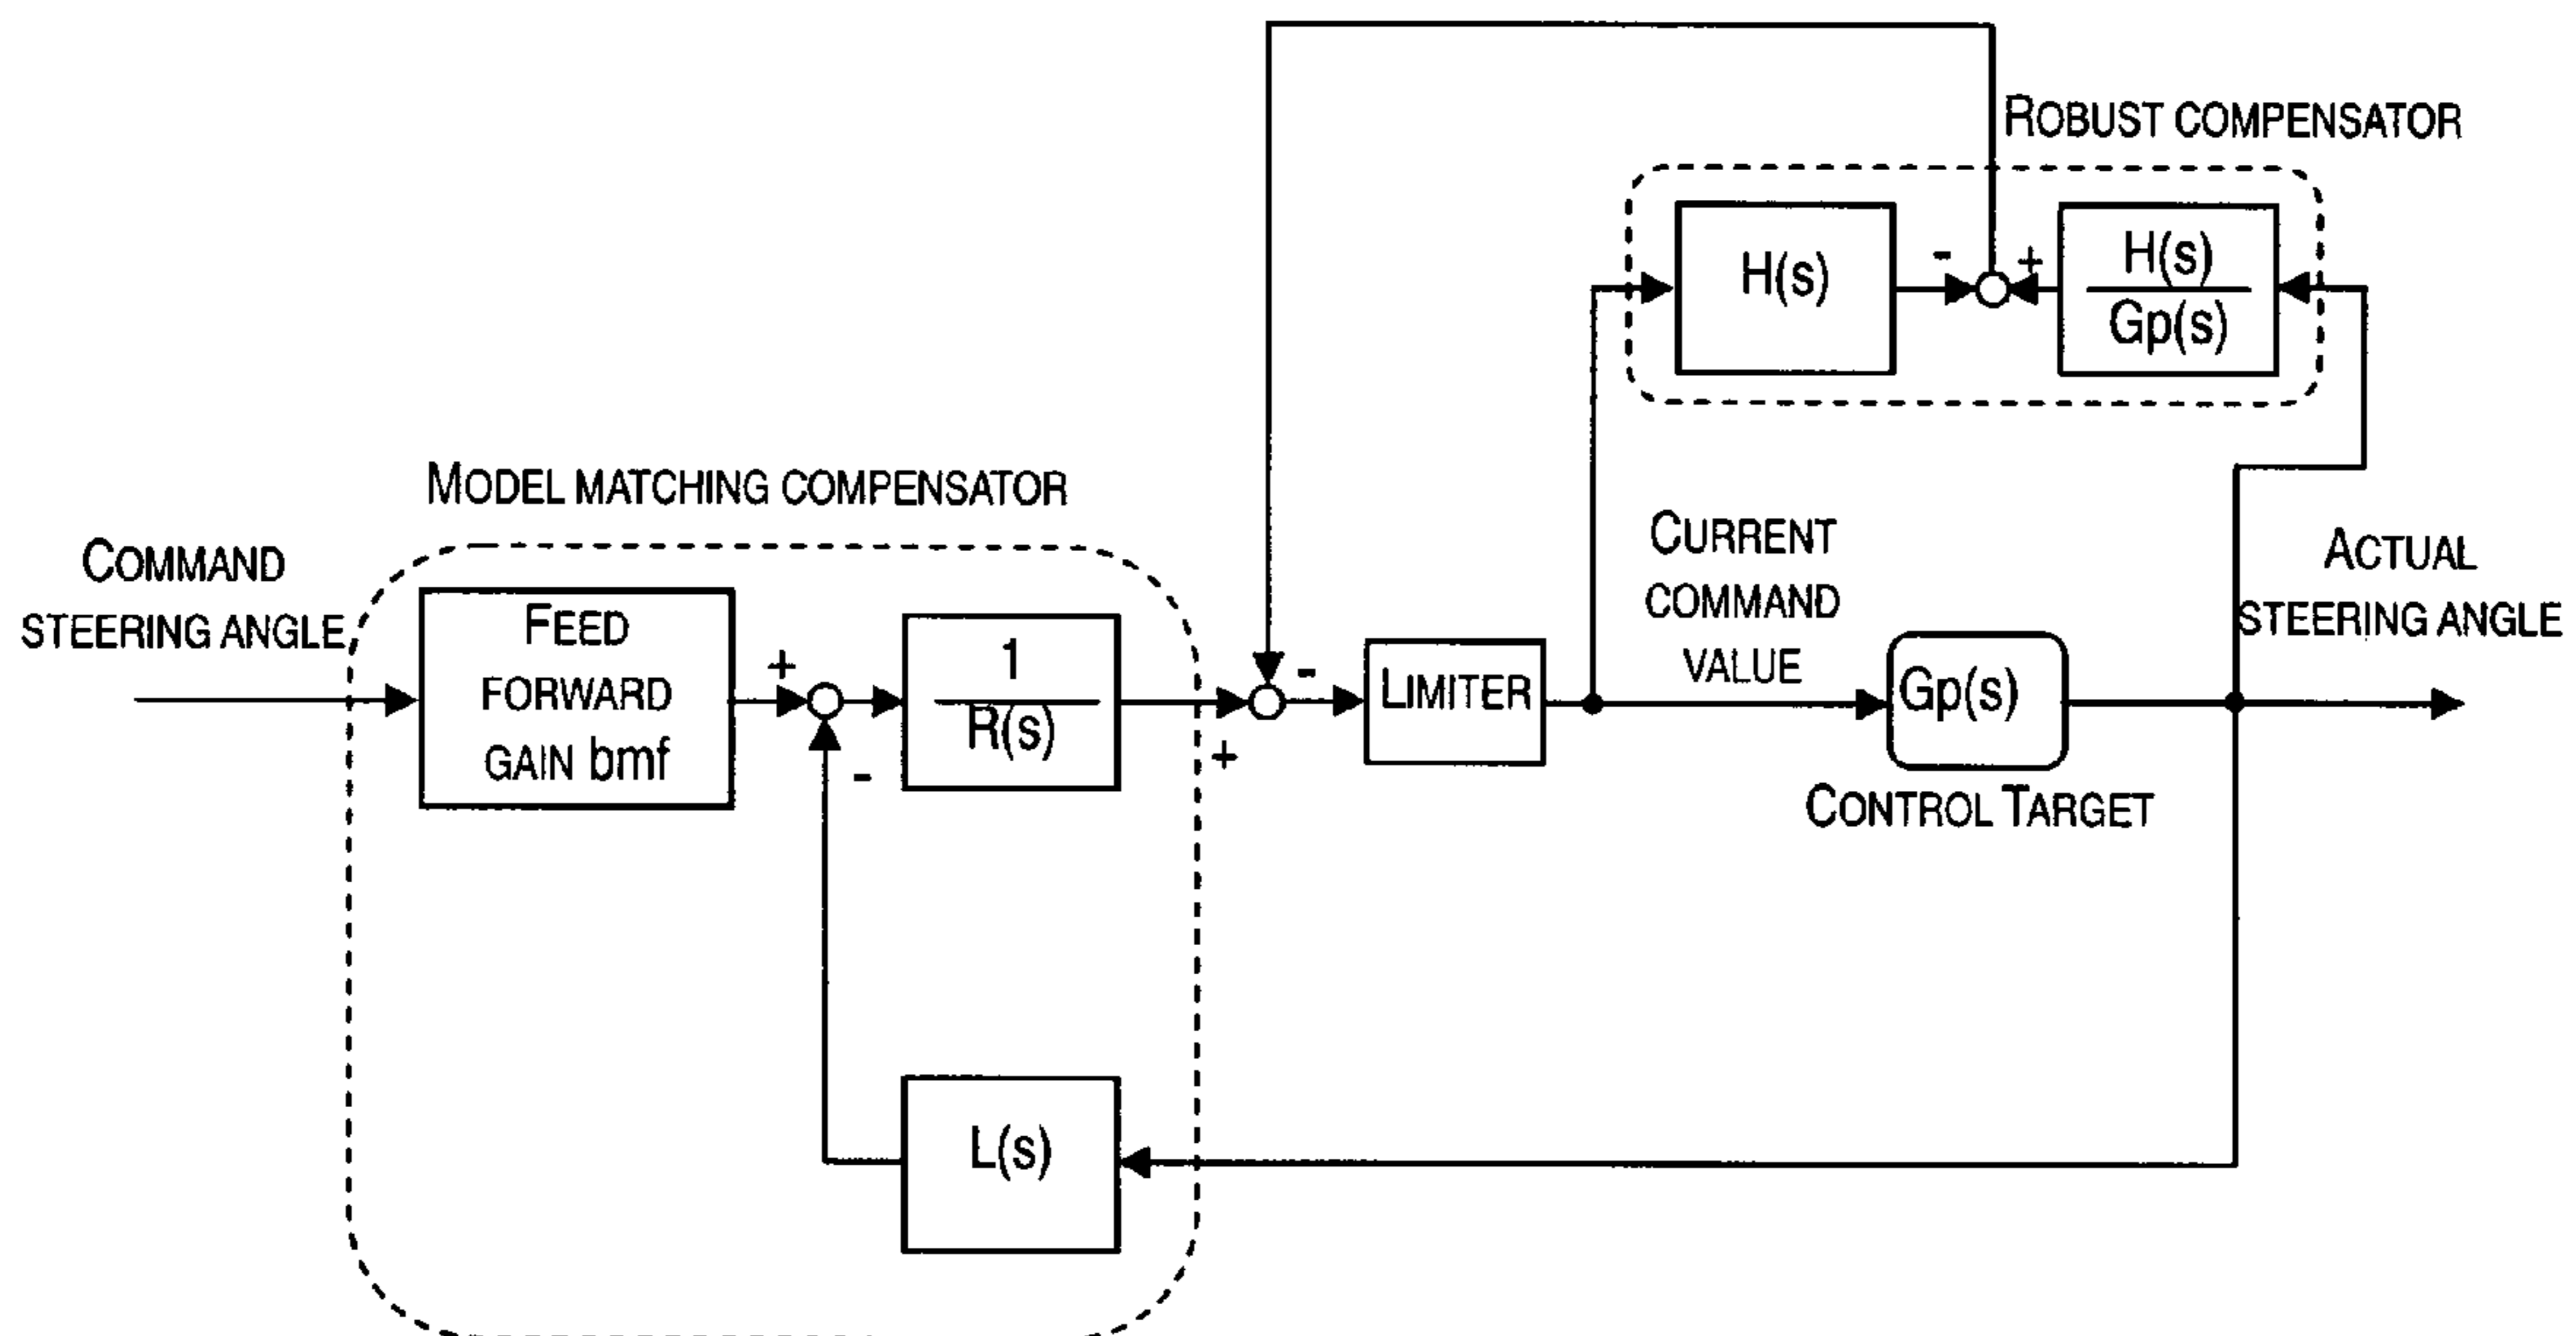 ROBUST COMPENSATOR
H(s)
-
+
H(s)
Gp(s)
MODEL MATCHING COMPENSATOR
COMMAND
STEERING ANGLE
FEED
FORWARD
GAIN bmf
+
-
1
R(s)
+
-
LIMITER
CURRENT
COMMAND
VALUE
Gp(s)
CONTROL TARGET
ACTUAL
STEERING ANGLE
L(s)